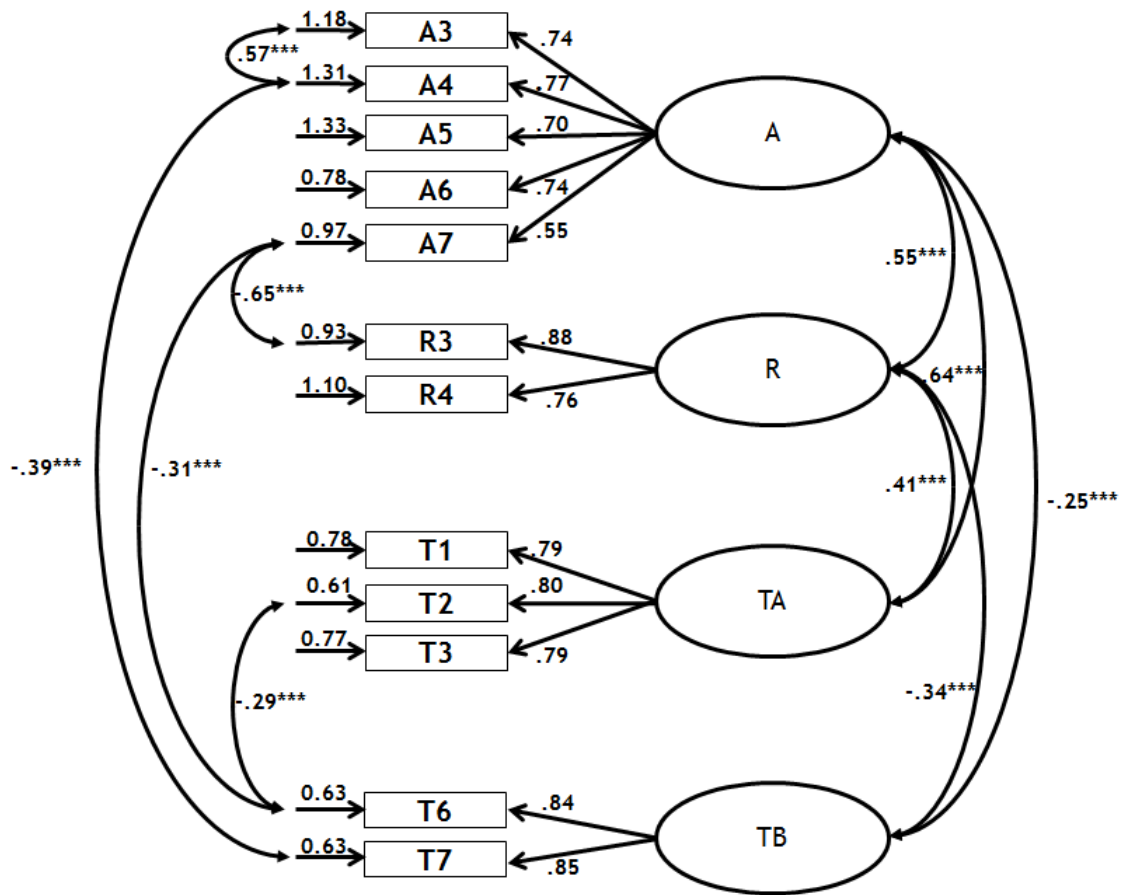 1.18 A3 .74
.57***
1.31 A4 .77
A
1.33 A5 .70
0.78 A6 .74
0.97 A7 .55
.55***
-.65***
0.93 R3 .88
R
.64***
1.10 R4 .76
-.39*** -.31***
.41***
-.25***
0.78 T1 .79
0.61 T2 .80
TA
0.77 T3 .79
-.29***
-.34***
0.63 T6 .84
TB
0.63 T7 .85